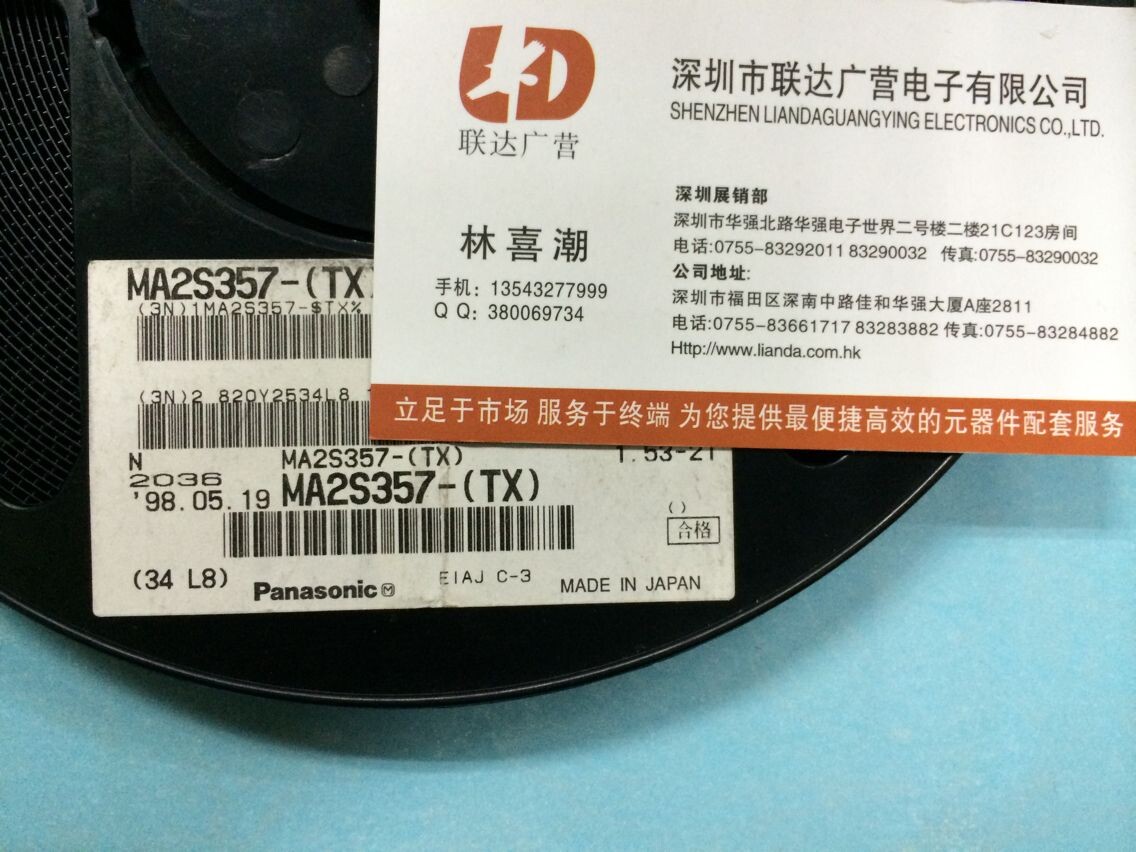 联达广营
深圳市联达广营电子有限公司
SHENZHEN LIANDAGUANGYING ELECTRONICS CO.,LTD.
林喜潮
手机: 13543277999
Q Q: 380069734
深圳展销部
深圳市华强北路华强电子世界二号楼二楼21C123房间
电话:0755-83292011 83290032 传真:0755-83290032
公司地址:
深圳市福田区深南中路佳和华强大厦A座2811
电话:0755-83661717 83283882 传真:0755-83284882
Http://www.lianda.com.hk
立足于市场 服务于终端 为您提供最便捷高效的元器件配套服务
MA2S357-(TX)
(3N)1MA2S357-$TX%
(3N)2 820Y2534L8
N MA2S357-(TX) 1.53-21
2036
'98.05.19 MA2S357-(TX)
()
合格
(34 L8) Panasonic M EIAJ C-3 MADE IN JAPAN